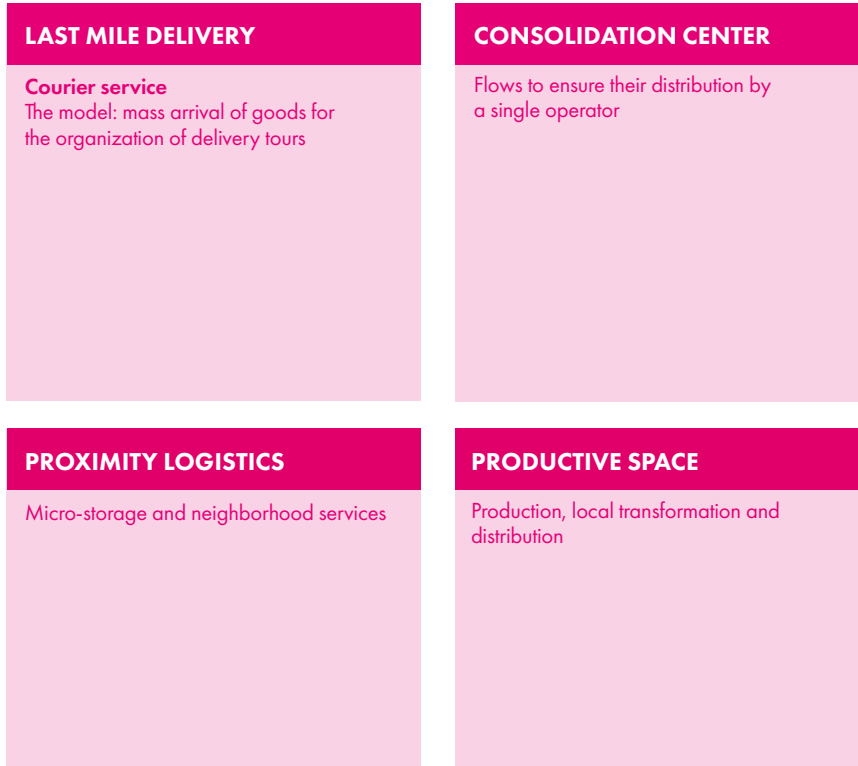 LAST MILE DELIVERY
Courier service
The model: mass arrival of goods for
the organization of delivery tours
CONSOLIDATION CENTER
Flows to ensure their distribution by
a single operator
PROXIMITY LOGISTICS
Micro-storage and neighborhood services
PRODUCTIVE SPACE
Production, local transformation and
distribution